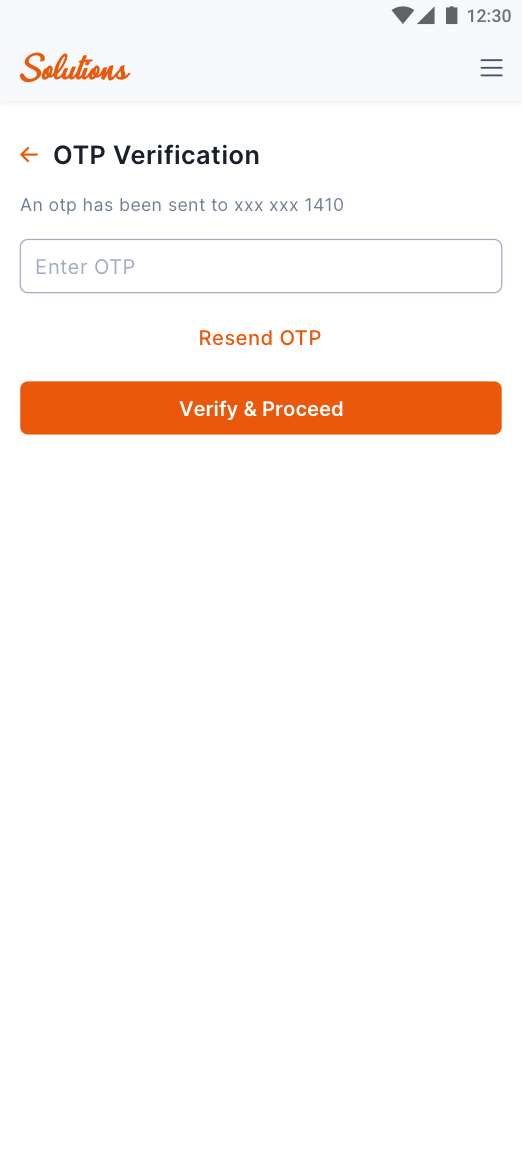 12:30
Solutions
OTP Verification
An otp has been sent to xxx xxx 1410
Enter OTP
Resend OTP
Verify & Proceed